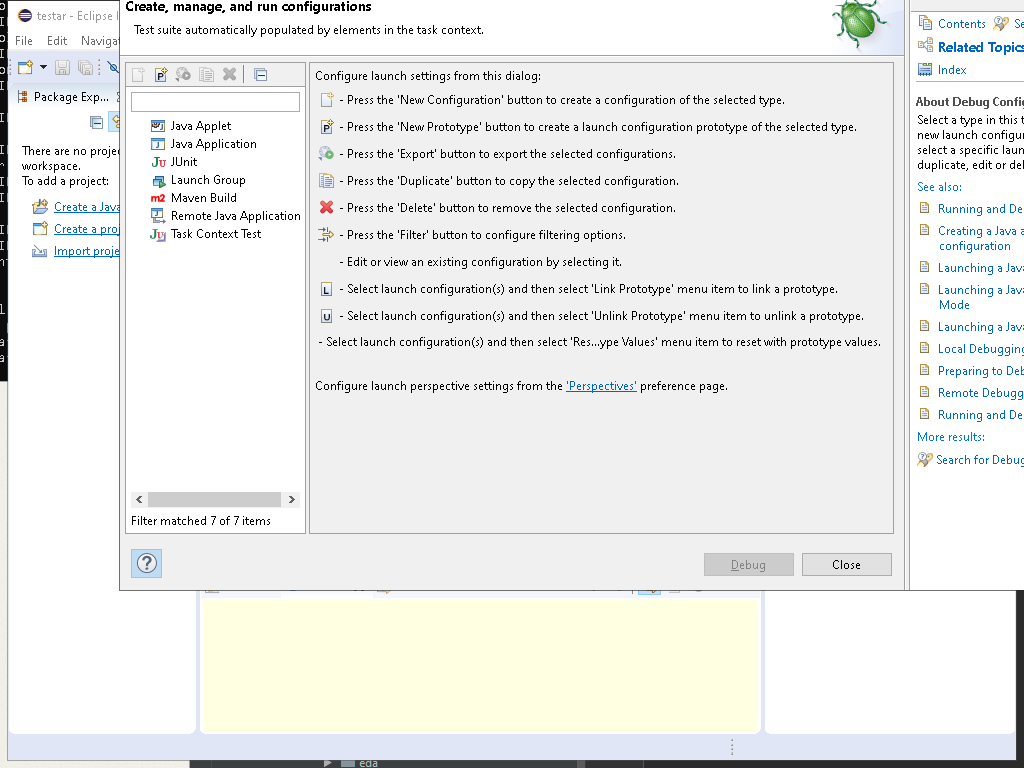 Create, manage, and run configurations
Test suite automatically populated by elements in the task context.
testar - Eclipse
File Edit Navigat
Package Exp...
There are no proje
workspace.
To add a project:
Create a Java
Create a proj
Import proje
Java Applet
Java Application
JUnit
Launch Group
m2 Maven Build
Remote Java Application
Task Context Test
Filter matched 7 of 7 items
Configure launch settings from this dialog:
- Press the 'New Configuration' button to create a configuration of the selected type.
- Press the 'New Prototype' button to create a launch configuration prototype of the selected type.
- Press the 'Export' button to export the selected configurations.
- Press the 'Duplicate' button to copy the selected configuration.
- Press the 'Delete' button to remove the selected configuration.
- Press the 'Filter' button to configure filtering options.
- Edit or view an existing configuration by selecting it.
L - Select launch configuration(s) and then select 'Link Prototype' menu item to link a prototype.
U - Select launch configuration(s) and then select 'Unlink Prototype' menu item to unlink a prototype.
- Select launch configuration(s) and then select 'Res...ype Values' menu item to reset with prototype values.
Configure launch perspective settings from the 'Perspectives' preference page.
?
Debug
Close
Contents Se
Related Topics
Index
About Debug Config
Select a type in this t
new launch configur
select a specific laun
duplicate, edit or del
See also:
Running and De
Creating a Java a
configuration
Launching a Java
Launching a Java
Mode
Launching a Java
Local Debugging
Preparing to Deb
Remote Debugg
Running and De
More results:
Search for Debug
eda